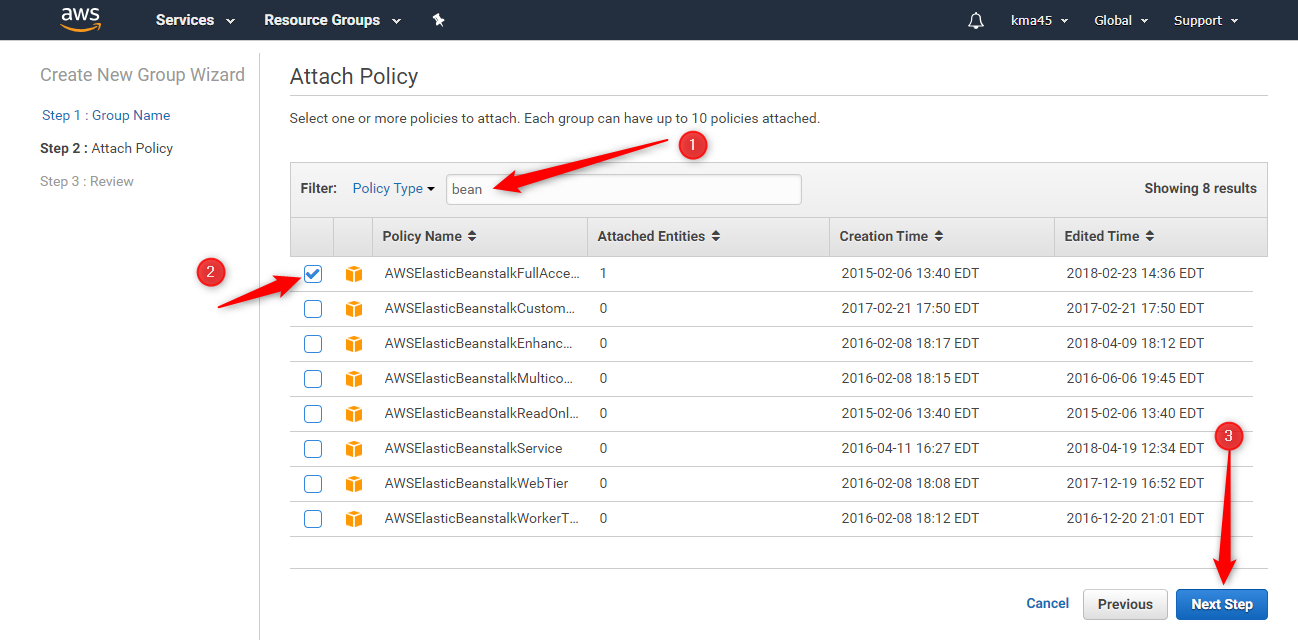 aws Services Resource Groups kma45 Global Support
Create New Group Wizard
Step 1 : Group Name
Step 2 : Attach Policy
Step 3 : Review
Attach Policy
Select one or more policies to attach. Each group can have up to 10 policies attached.
1
Filter: Policy Type bean Showing 8 results
Policy Name Attached Entities Creation Time Edited Time
2
AWSElasticBeanstalkFullAcce... 1 2015-02-06 13:40 EDT 2018-02-23 14:36 EDT
AWSElasticBeanstalkCustom... 0 2017-02-21 17:50 EDT 2017-02-21 17:50 EDT
AWSElasticBeanstalkEnhanc... 0 2016-02-08 18:17 EDT 2018-04-09 18:12 EDT
AWSElasticBeanstalkMultico... 0 2016-02-08 18:15 EDT 2016-06-06 19:45 EDT
AWSElasticBeanstalkReadOnl... 0 2015-02-06 13:40 EDT 2015-02-06 13:40 EDT
3
AWSElasticBeanstalkService 0 2016-04-11 16:27 EDT 2018-04-19 12:34 EDT
AWSElasticBeanstalkWebTier 0 2016-02-08 18:08 EDT 2017-12-19 16:52 EDT
AWSElasticBeanstalkWorkerT... 0 2016-02-08 18:12 EDT 2016-12-20 21:01 EDT
Cancel Previous Next Step